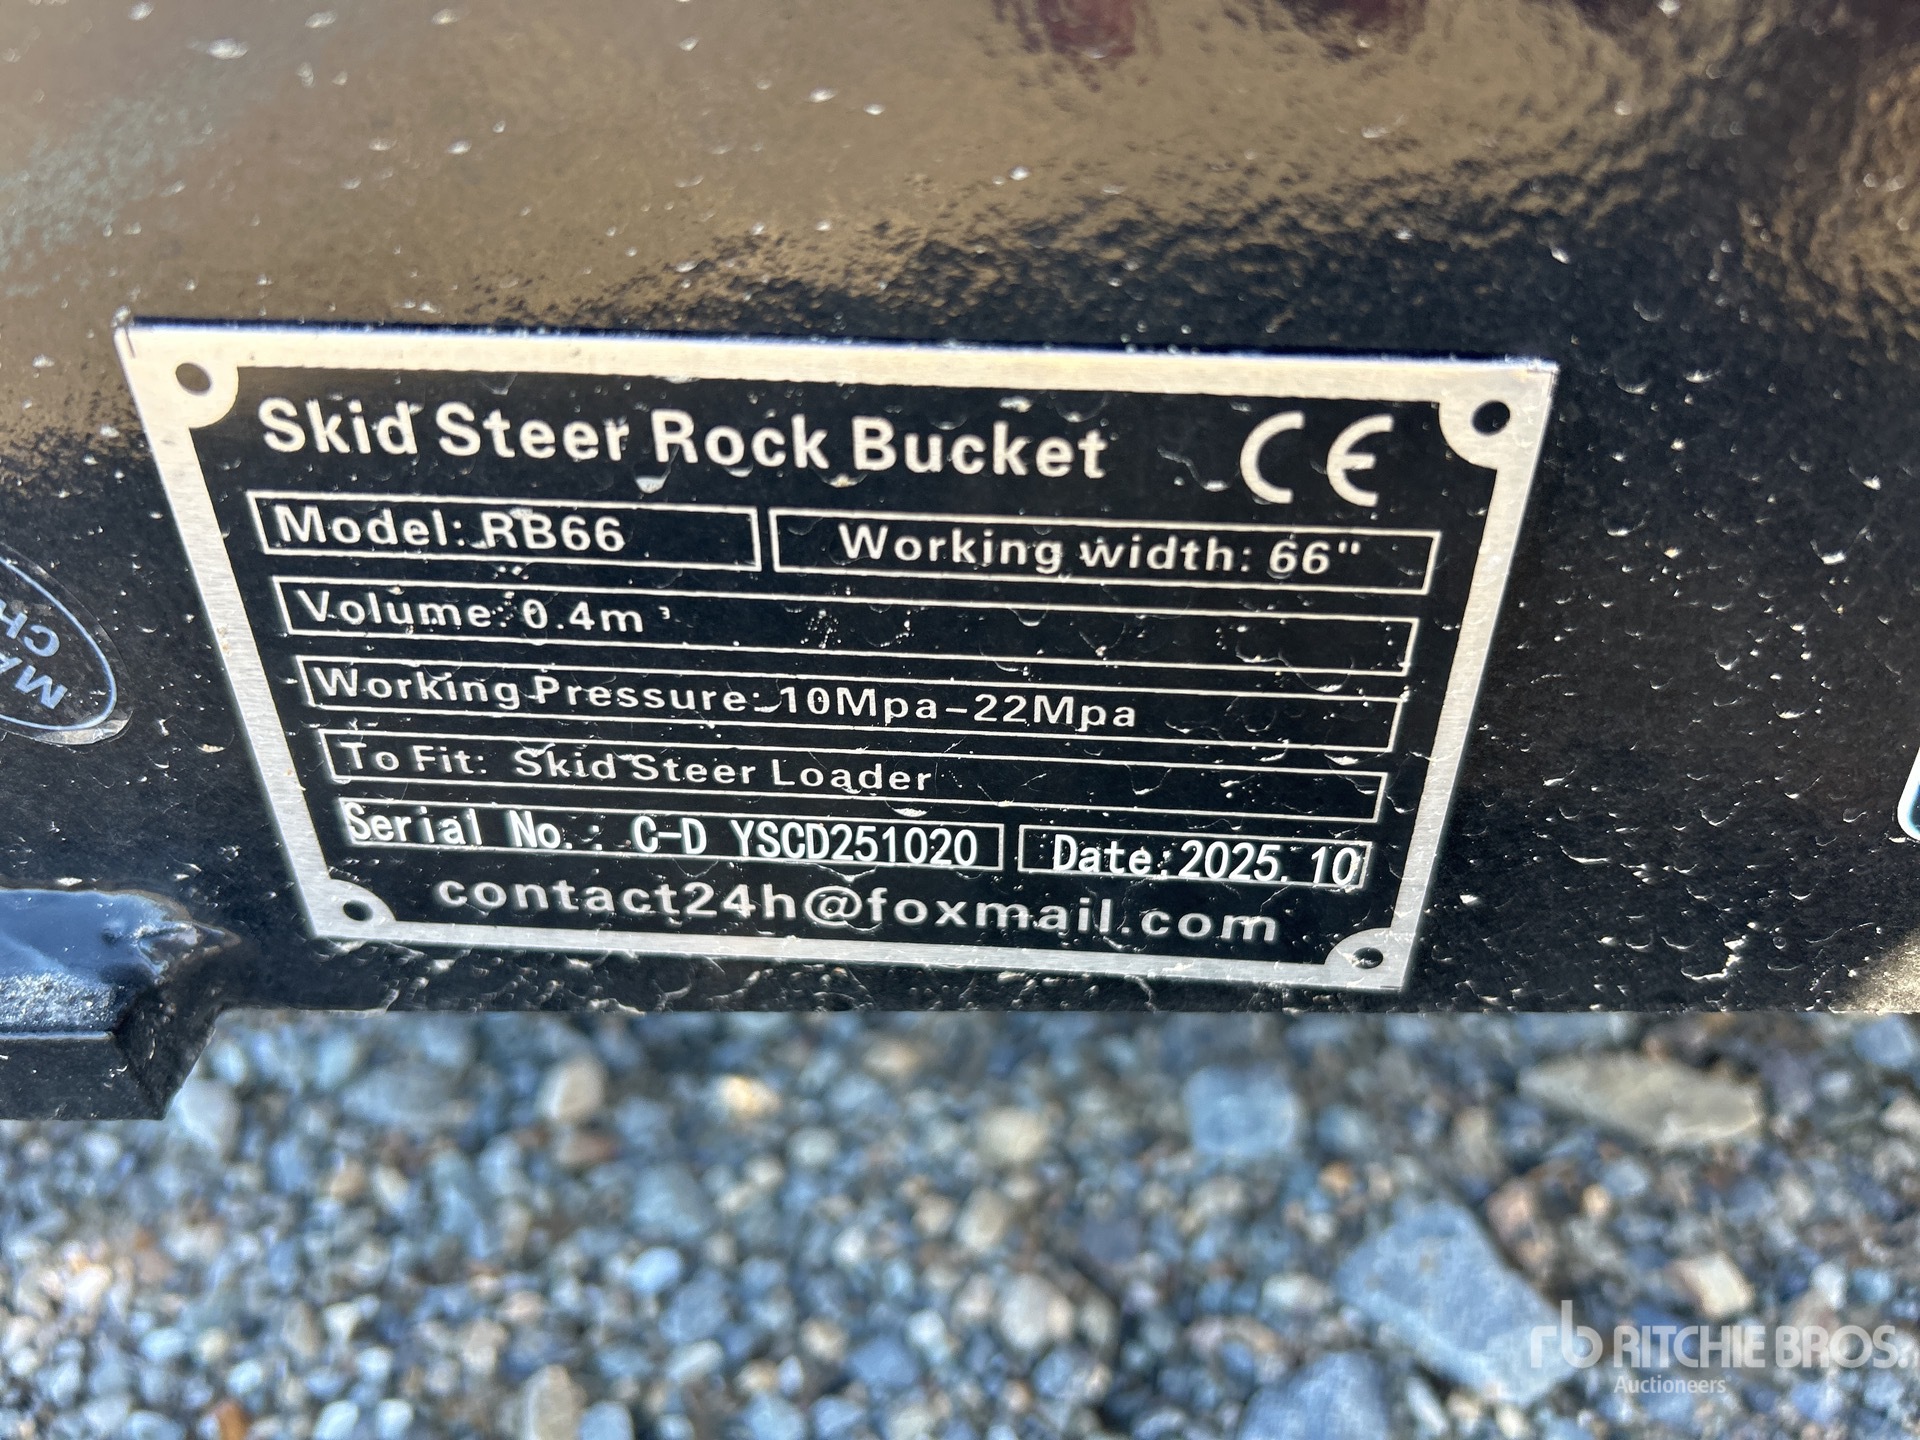 Skid Steer Rock Bucket CE
Model: RB66 Working width: 66"
Volume: 0.4m³
Working Pressure: 10Mpa-22Mpa
To Fit: Skid Steer Loader
Serial No.: C-D YSCD251020 Date:2025.10
contact24h@foxmail.com
rb RITCHIE BROS.
Auctioneers